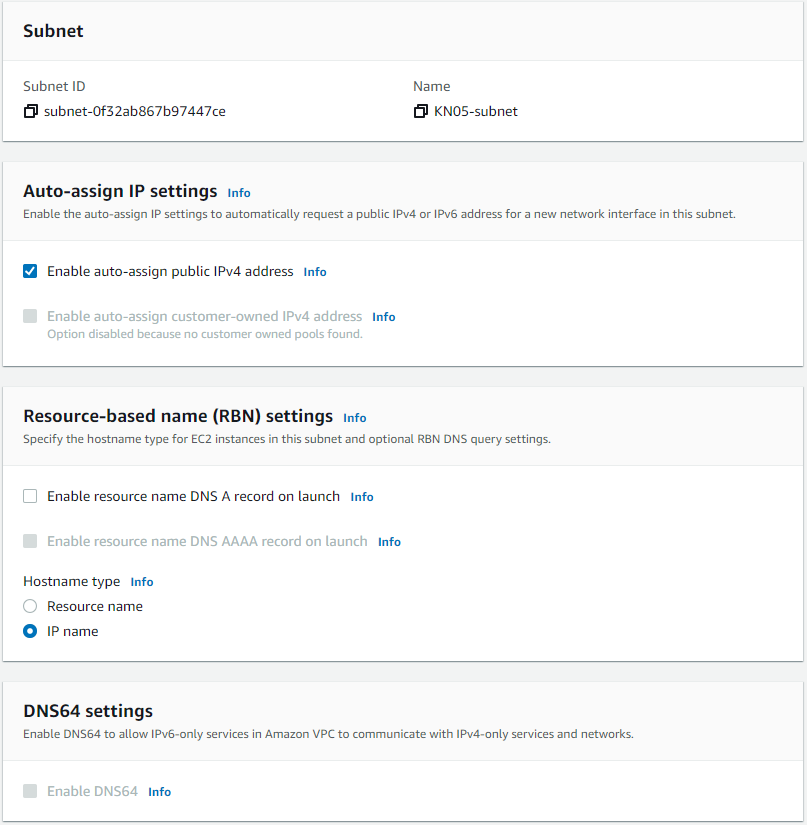 Subnet
Subnet ID
Name
subnet-0f32ab867b97447ce
KN05-subnet
Auto-assign IP settings Info
Enable the auto-assign IP settings to automatically request a public IPv4 or IPv6 address for a new network interface in this subnet.
Enable auto-assign public IPv4 address Info
Enable auto-assign customer-owned IPv4 address Info
Option disabled because no customer owned pools found.
Resource-based name (RBN) settings Info
Specify the hostname type for EC2 instances in this subnet and optional RBN DNS query settings.
Enable resource name DNS A record on launch Info
Enable resource name DNS AAAA record on launch Info
Hostname type Info
Resource name
IP name
DNS64 settings
Enable DNS64 to allow IPv6-only services in Amazon VPC to communicate with IPv4-only services and networks.
Enable DNS64 Info